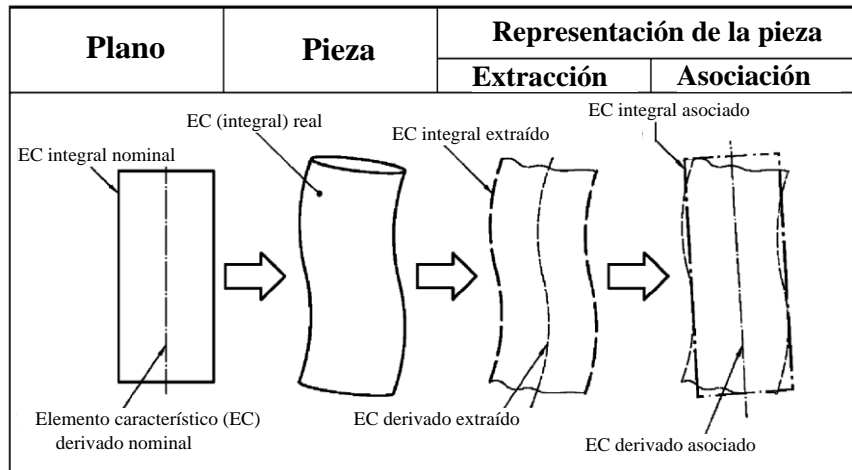 Plano
Pieza
Representación de la pieza
Extracción
Asociación
EC integral nominal
EC (integral) real
EC integral extraído
EC integral asociado
Elemento característico (EC)
derivado nominal
EC derivado extraído
EC derivado asociado